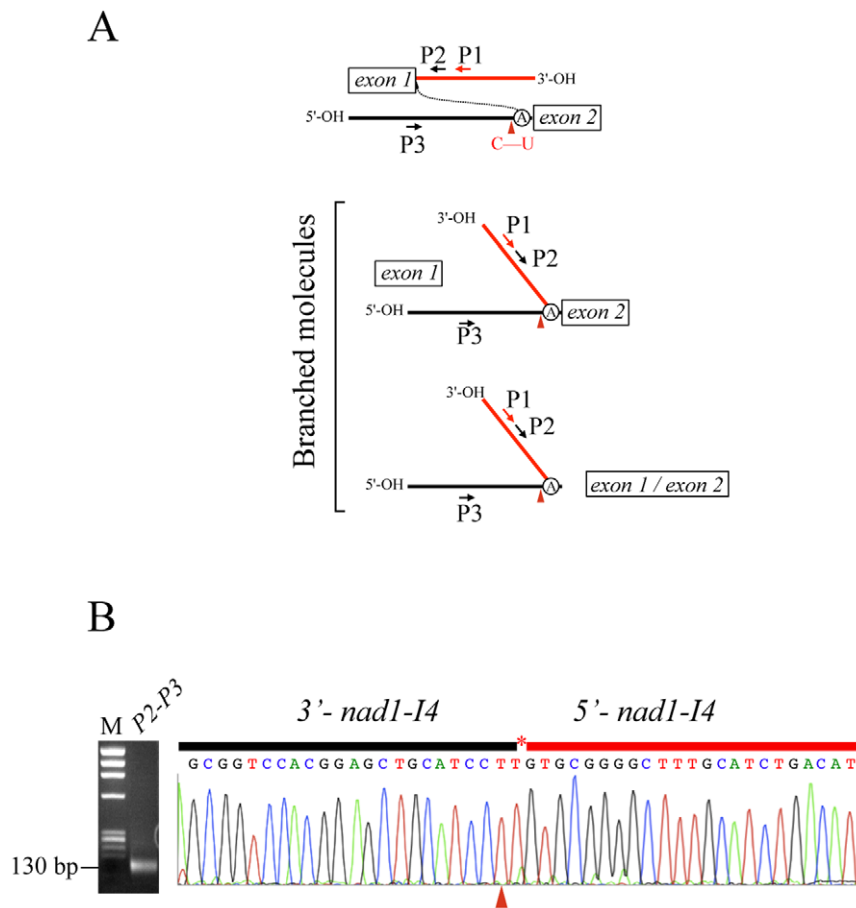 A
P2 P1
exon 1
3'-OH
5'-OH
A
exon 2
P3
C—U
Branched molecules
3'-OH
P1
P2
exon 1
5'-OH
A
exon 2
P3
3'-OH
P1
P2
5'-OH
A
exon 1 / exon 2
P3
B
M P2-P3
3'- nad1-I4 * 5'- nad1-I4
GCGGTCCACGGAGCTGCATCCTTGTGCGGGGCTTTGCATCTGACAT
130 bp